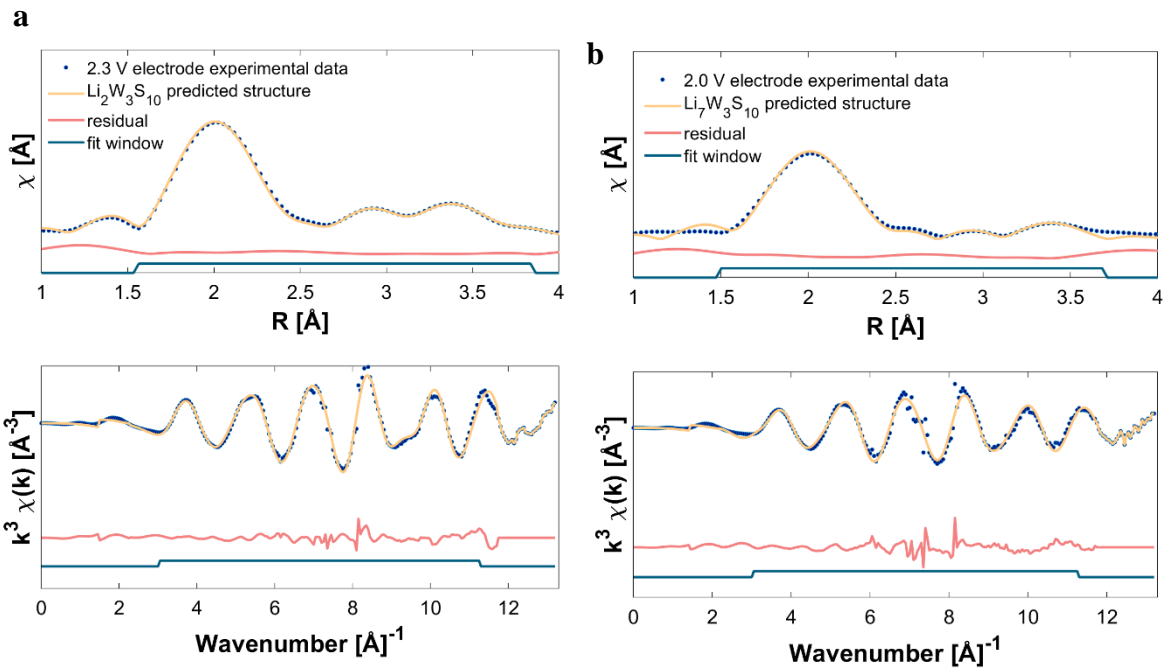 a
2.3 V electrode experimental data
Li₂W₃S₁₀ predicted structure
residual
fit window
χ [Å]
1 1.5 2 2.5 3 3.5 4
R [Å]
k³ χ(k) [Å⁻³]
0 2 4 6 8 10 12
Wavenumber [Å]⁻¹
b
2.0 V electrode experimental data
Li₇W₃S₁₀ predicted structure
residual
fit window
χ [Å]
1 1.5 2 2.5 3 3.5 4
R [Å]
k³ χ(k) [Å⁻³]
0 2 4 6 8 10 12
Wavenumber [Å]⁻¹